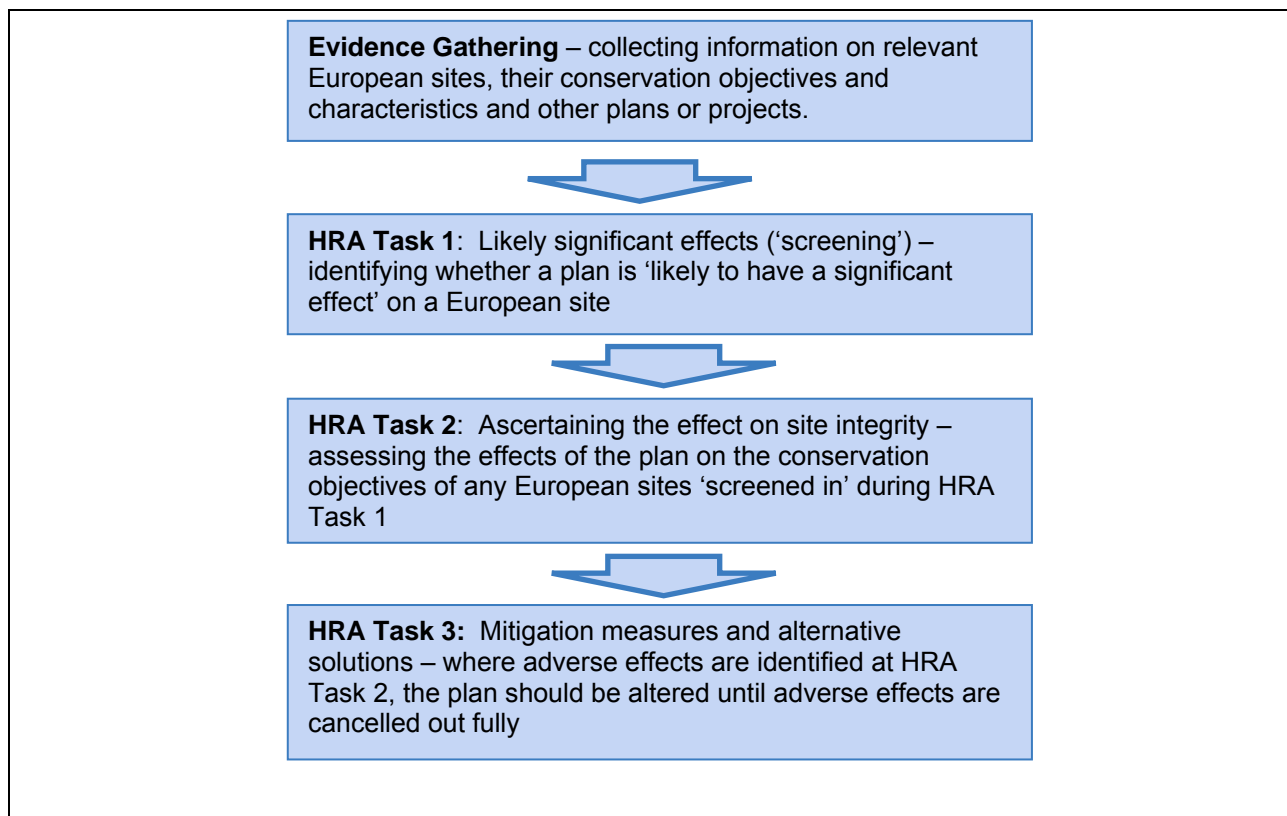 Evidence Gathering – collecting information on relevant
European sites, their conservation objectives and
characteristics and other plans or projects.
HRA Task 1:  Likely significant effects (‘screening’) –
identifying whether a plan is ‘likely to have a significant
effect’ on a European site
HRA Task 2:  Ascertaining the effect on site integrity –
assessing the effects of the plan on the conservation
objectives of any European sites ‘screened in’ during HRA
Task 1
HRA Task 3:  Mitigation measures and alternative
solutions – where adverse effects are identified at HRA
Task 2, the plan should be altered until adverse effects are
cancelled out fully